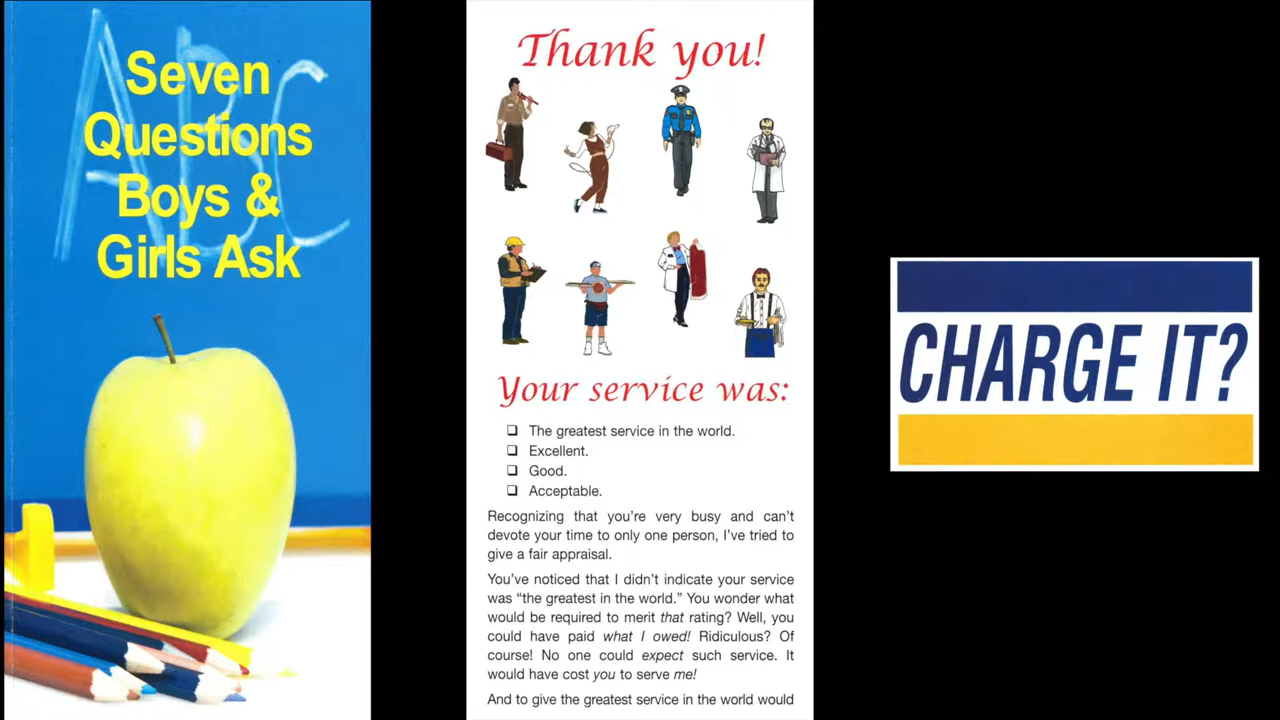 ABC
Seven
Questions
Boys &
Girls Ask
Thank you!
Your service was:
❑ The greatest service in the world.
❑ Excellent.
❑ Good.
❑ Acceptable.
Recognizing that you’re very busy and can’t
devote your time to only one person, I’ve tried to
give a fair appraisal.
You’ve noticed that I didn’t indicate your service
was “the greatest in the world.” You wonder what
would be required to merit that rating? Well, you
could have paid what I owed! Ridiculous? Of
course! No one could expect such service. It
would have cost you to serve me!
And to give the greatest service in the world would
CHARGE IT?